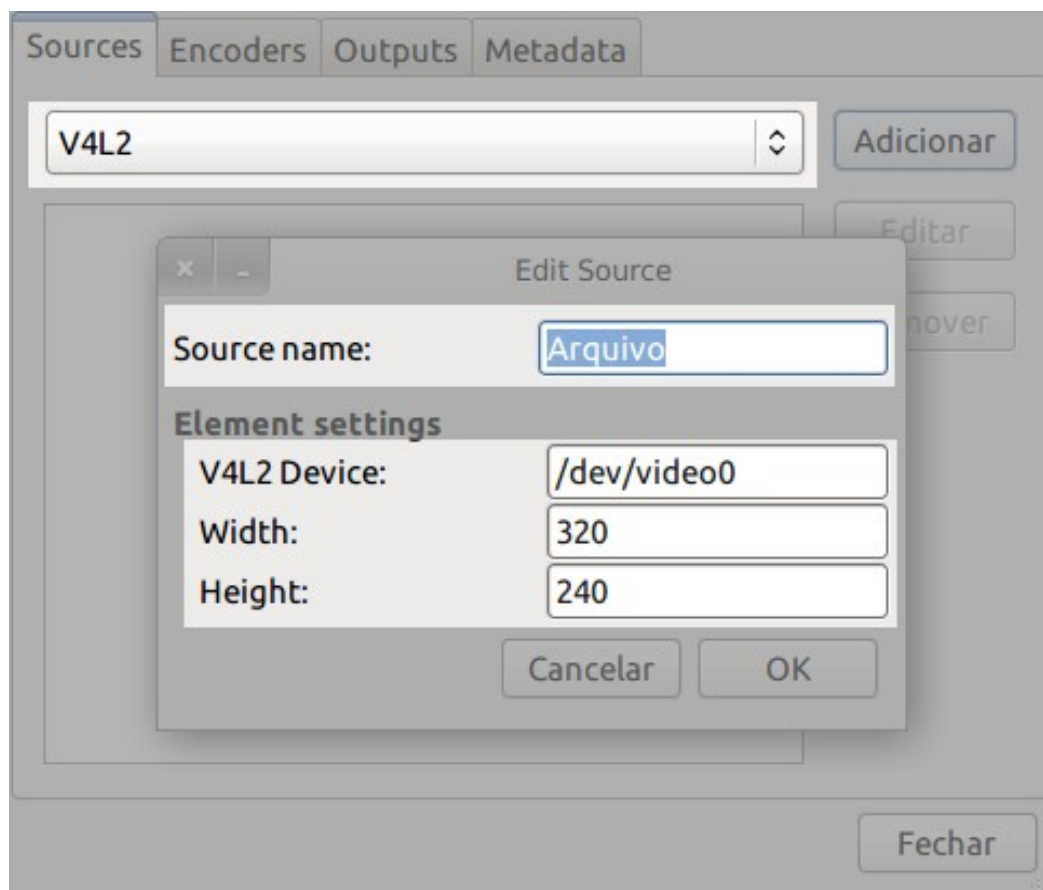 Sources Encoders Outputs Metadata
V4L2 Adicionar
Editar
Edit Source
Source name: Arquivo
Element settings
V4L2 Device: /dev/video0
Width: 320
Height: 240
Cancelar OK
Fechar